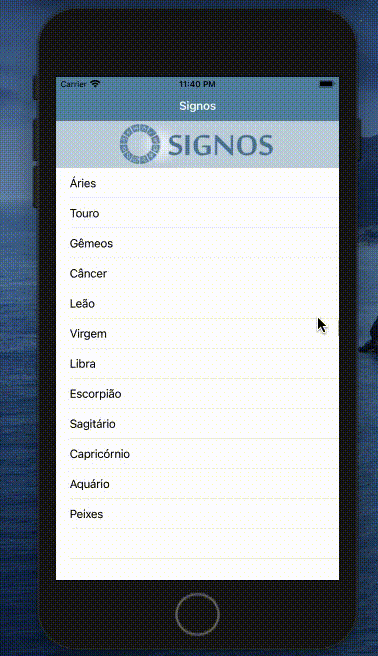 Carrier 11:40 PM
Signos
SIGNOS
Áries
Touro
Gêmeos
Câncer
Leão
Virgem
Libra
Escorpião
Sagitário
Capricórnio
Aquário
Peixes